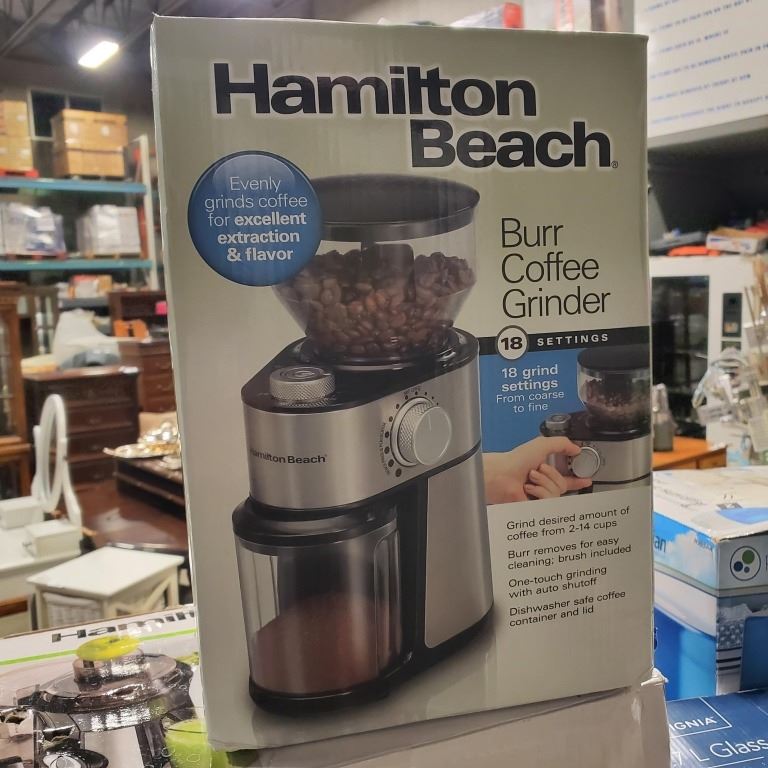 Hamilton
Beach®
Evenly
grinds coffee
for excellent
extraction
& flavor
Burr
Coffee
Grinder
18 SETTINGS
18 grind
settings
From coarse
to fine
Hamilton Beach
Grind desired amount of
coffee from 2-14 cups
Burr removes for easy
cleaning; brush included
One-touch grinding
with auto shutoff
Dishwasher safe coffee
container and lid